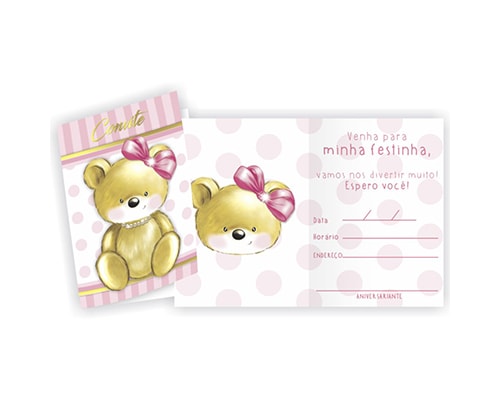 Convite
Venha para
minha festinha,
vamos nos divertir muito!
Espero você!
Data / /
Horário
ENDEREÇO
ANIVERSARIANTE